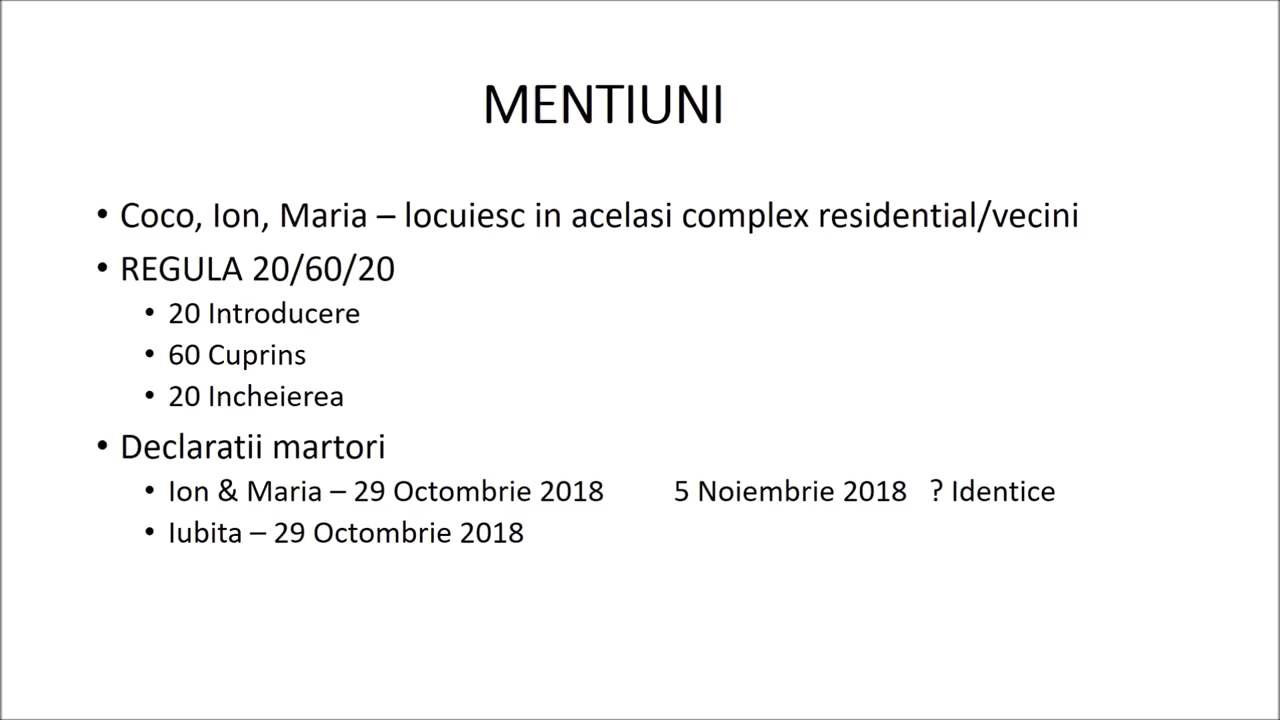 MENTIUNI
• Coco, Ion, Maria – locuiesc in acelasi complex residential/vecini
• REGULA 20/60/20
• 20 Introducere
• 60 Cuprins
• 20 Incheierea
• Declaratii martori
• Ion & Maria – 29 Octombrie 2018 5 Noiembrie 2018 ? Identice
• Iubita – 29 Octombrie 2018